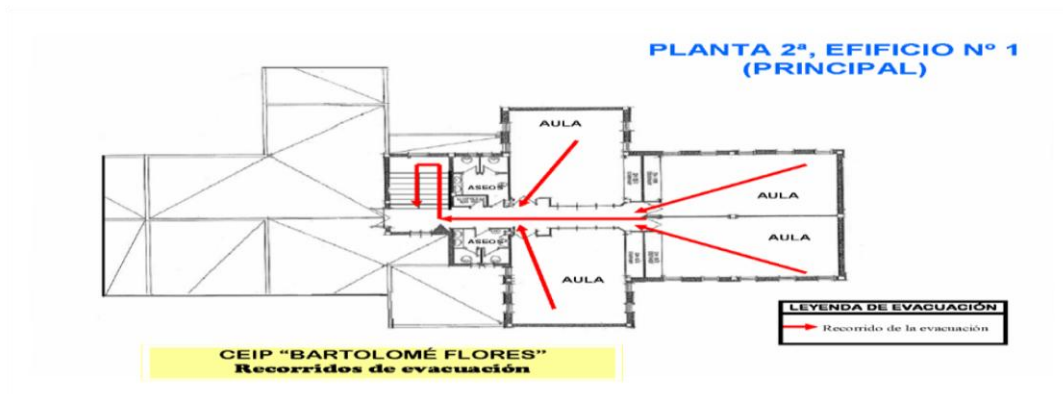 PLANTA 2ª, EFIFICIO Nº 1
(PRINCIPAL)
AULA
ASEOS
AULA
AULA
ASEOS
AULA
LEYENDA DE EVACUACIÓN
Recorrido de la evacuación
CEIP “BARTOLOMÉ FLORES”
Recorridos de evacuación